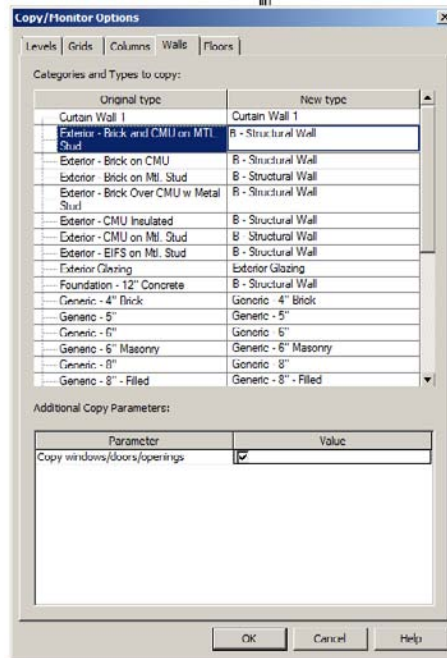 Copy/Monitor Options
Levels Grids Columns Walls Floors
Categories and Types to copy:
Original type New type
Curtain Wall 1 Curtain Wall 1
Exterior - Brick and CMU on MTL B - Structural Wall
Stud
Exterior - Brick on CMU B - Structural Wall
Exterior - Brick on Mtl. Stud B - Structural Wall
Exterior - Brick Over CMU w Metal B - Structural Wall
Stud
Exterior - CMU Insulated B - Structural Wall
Exterior - CMU on Mtl. Stud B - Structural Wall
Exterior - EIFS on Mtl. Stud B - Structural Wall
Exterior Glazing Exterior Glazing
Foundation - 12" Concrete B - Structural Wall
Generic - 4" Brick Generic - 4" Brick
Generic - 5" Generic - 5"
Generic - 6" Generic - 6"
Generic - 6" Masonry Generic - 6" Masonry
Generic - 8" Generic - 8"
Generic - 8" - Filled Generic - 8" - Filled
Additional Copy Parameters:
Parameter Value
Copy windows/doors/openings
OK Cancel Help